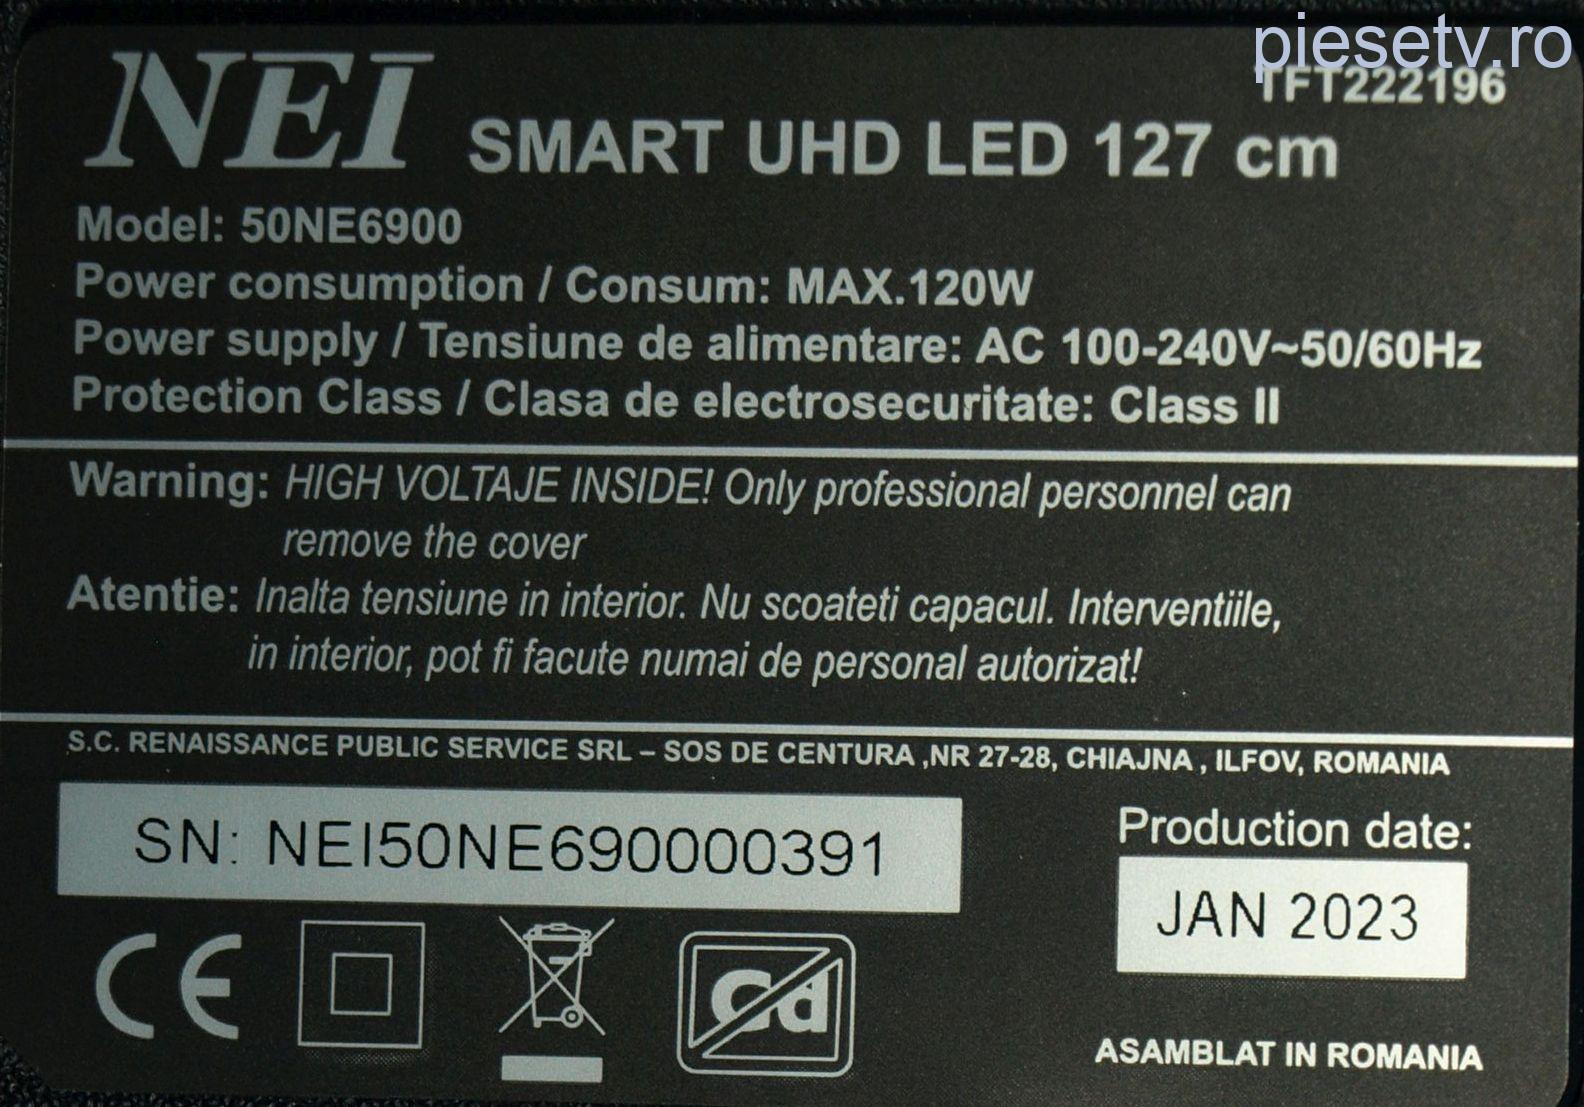 piesetv.ro
TFT222196
NEI SMART UHD LED 127 cm
Model: 50NE6900
Power consumption / Consum: MAX.120W
Power supply / Tensiune de alimentare: AC 100-240V~50/60Hz
Protection Class / Clasa de electrosecuritate: Class II
Warning: HIGH VOLTAJE INSIDE! Only professional personnel can
remove the cover
Atentie: Inalta tensiune in interior. Nu scoateti capacul. Interventiile,
in interior, pot fi facute numai de personal autorizat!
S.C. RENAISSANCE PUBLIC SERVICE SRL – SOS DE CENTURA ,NR 27-28, CHIAJNA , ILFOV, ROMANIA
SN: NEI50NE690000391
Production date:
JAN 2023
CE
Cd
ASAMBLAT IN ROMANIA